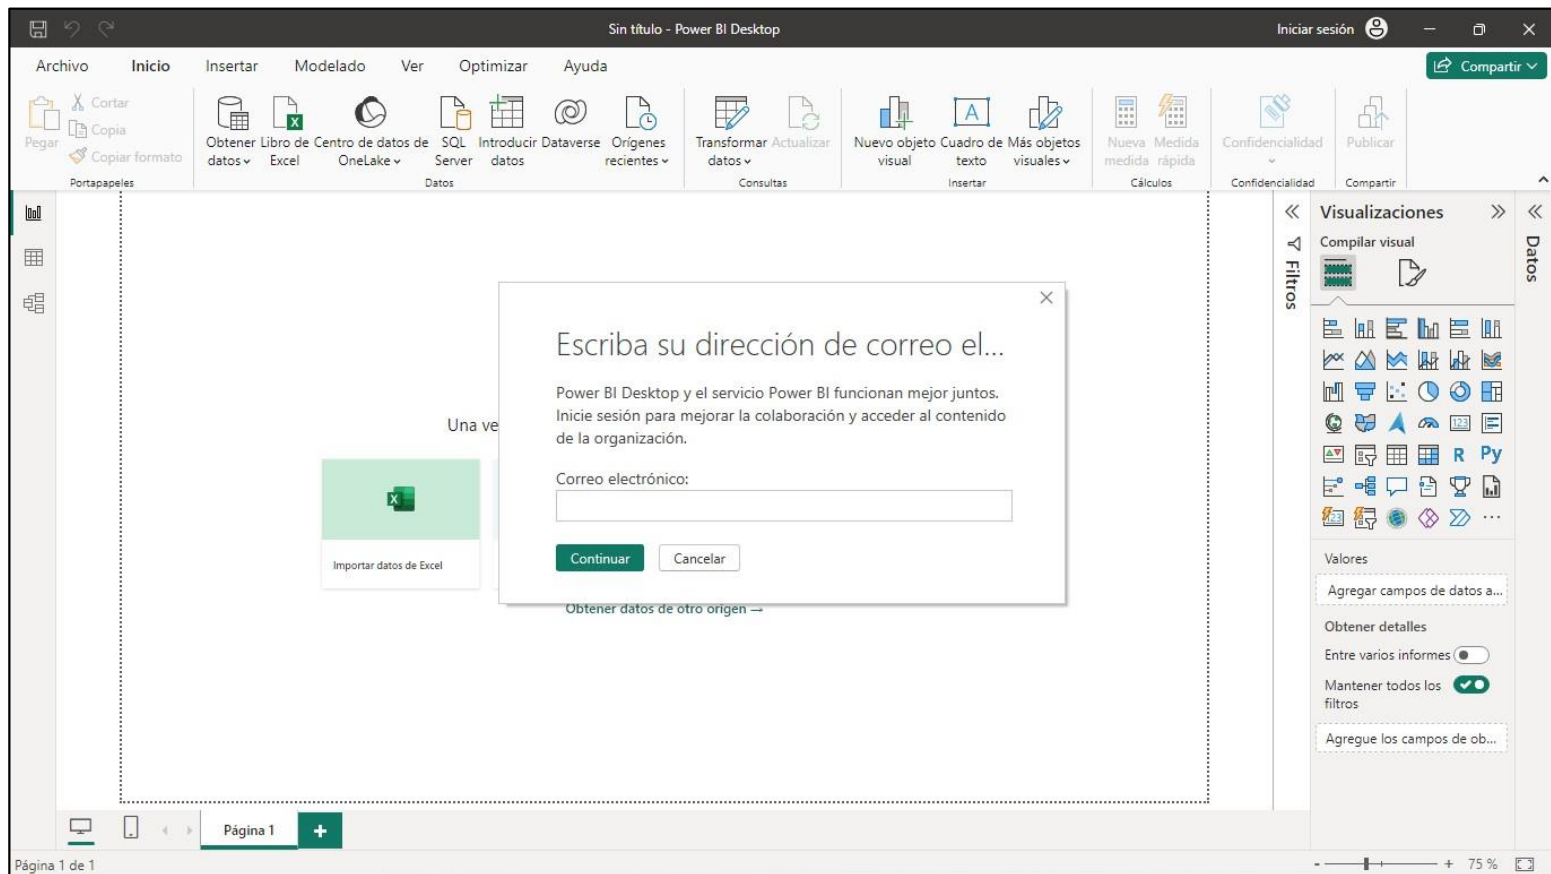 Sin título - Power BI Desktop
Iniciar sesión
Archivo Inicio Insertar Modelado Ver Optimizar Ayuda
Compartir
Pegar
Cortar
Copia
Copiar formato
Portapapeles
Obtener datos
Libro de Excel
Centro de datos de OneLake
SQL Server
Introducir datos
Dataverse
Orígenes recientes
Datos
Transformar datos
Actualizar
Consultas
Nuevo objeto visual
Cuadro de texto
Más objetos visuales
Insertar
Nueva medida
Medida rápida
Cálculos
Confidencialidad
Confidencialidad
Publicar
Compartir
Filtros
Visualizaciones
Compilar visual
Datos
123
R Py
123
Valores
Agregar campos de datos a...
Obtener detalles
Entre varios informes
Mantener todos los
filtros
Agregue los campos de ob...
Una ve
Importar datos de Excel
Obtener datos de otro origen →
Escriba su dirección de correo el...
Power BI Desktop y el servicio Power BI funcionan mejor juntos.
Inicie sesión para mejorar la colaboración y acceder al contenido
de la organización.
Correo electrónico:
Continuar Cancelar
Página 1
+
Página 1 de 1
- + 75 %